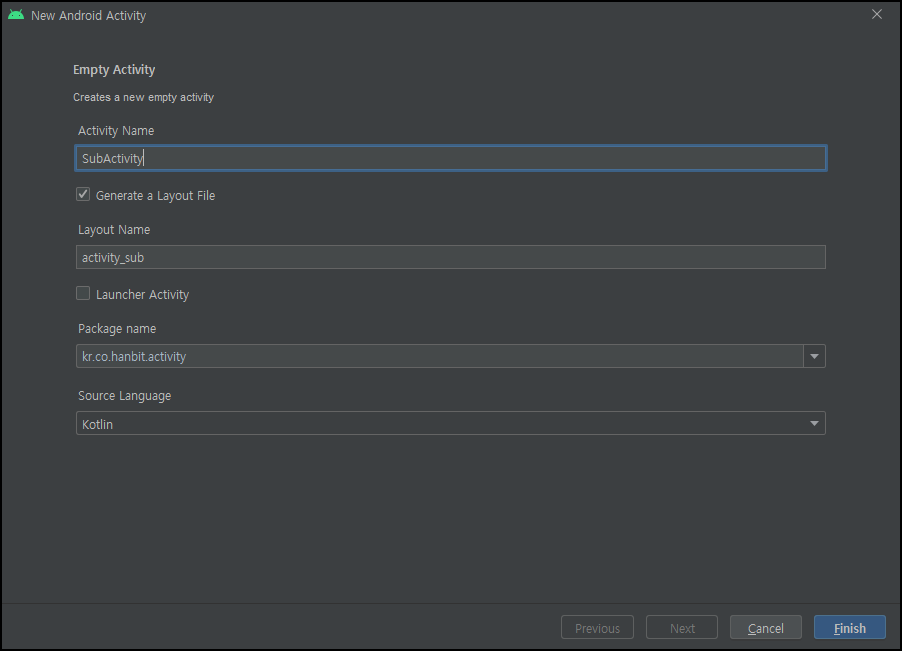 New Android Activity
Empty Activity
Creates a new empty activity
Activity Name
SubActivity
Generate a Layout File
Layout Name
activity_sub
Launcher Activity
Package name
kr.co.hanbit.activity
Source Language
Kotlin
Previous Next Cancel Finish